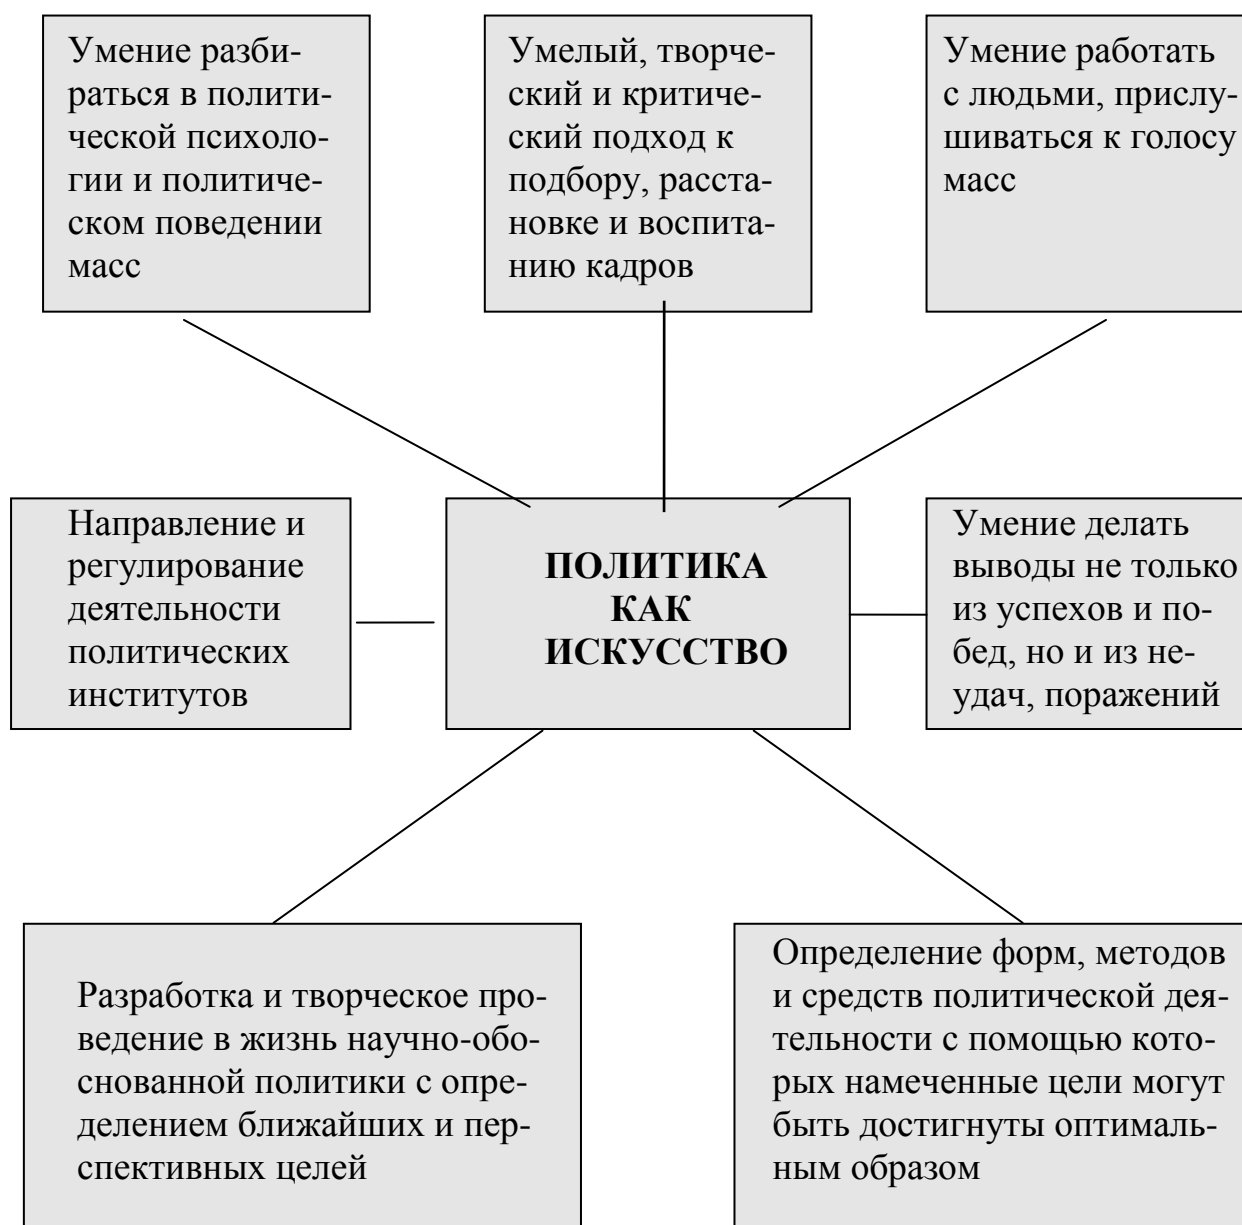 Умение разби-
раться в полити-
ческой психоло-
гии и политиче-
ском поведении
масс
Умелый, творче-
ский и критиче-
ский подход к
подбору, расста-
новке и воспита-
нию кадров
Умение работать
с людьми, прислу-
шиваться к голосу
масс
Направление и
регулирование
деятельности
политических
институтов
ПОЛИТИКА
КАК
ИСКУССТВО
Умение делать
выводы не только
из успехов и по-
бед, но и из не-
удач, поражений
Разработка и творческое про-
ведение в жизнь научно-обо-
снованной политики с опре-
делением ближайших и пер-
спективных целей
Определение форм, методов
и средств политической дея-
тельности с помощью кото-
рых намеченные цели могут
быть достигнуты оптималь-
ным образом